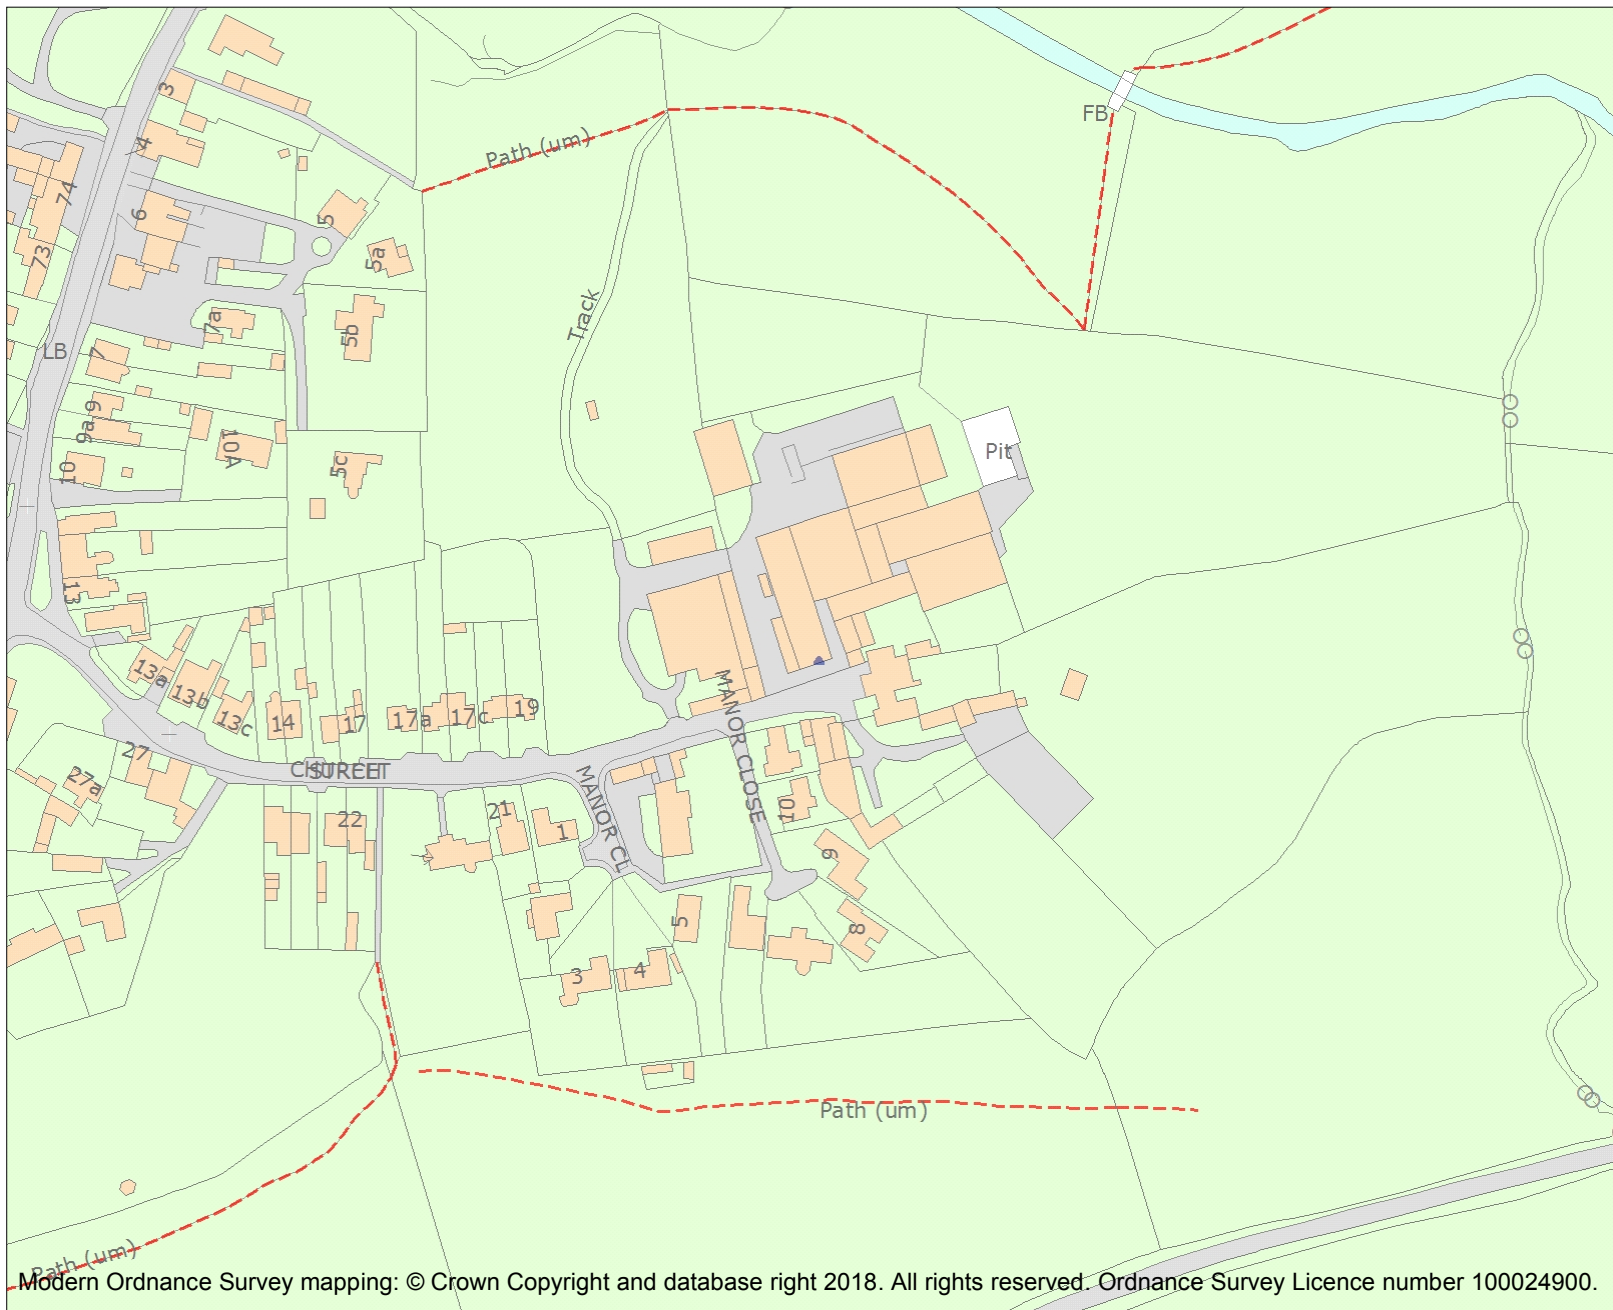 3
4
74
6
73
5
5a
7a
5b
LB
7
9
9a
10A
10
5c
13
13a
13b
13c
14
17
17a
17c
19
27
27a
CHURCH
STREET
22
21
1
MANOR CL
MANOR CLOSE
10
9
8
5
3
4
Path (um)
Track
FB
Pit
Path (um)
Path (um)
Modern Ordnance Survey mapping: © Crown Copyright and database right 2018. All rights reserved. Ordnance Survey Licence number 100024900.